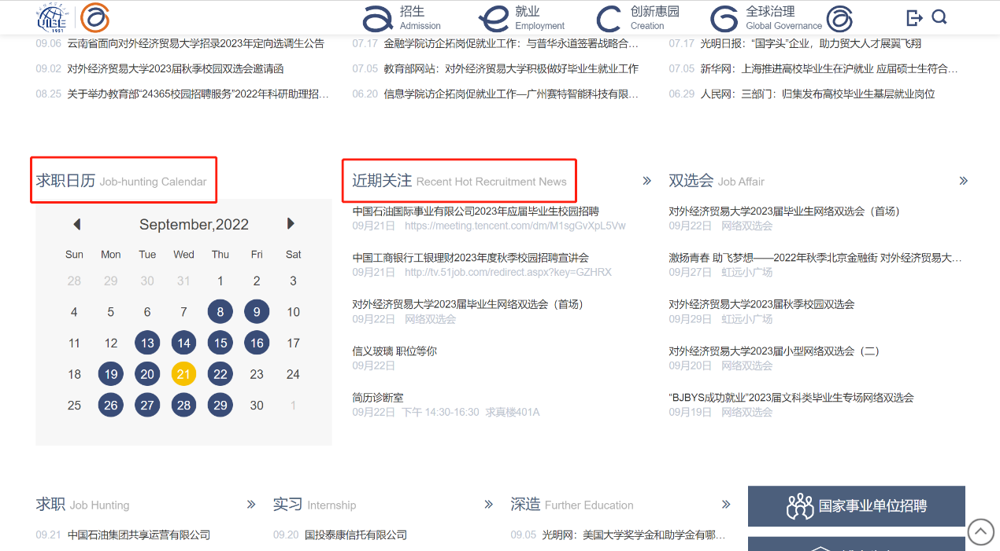 UIBE
1951
招生
Admission
就业
Employment
创新惠园
Creation
全球治理
Global Governance
09.06 云南省面向对外经济贸易大学招录2023年定向选调生公告
09.02 对外经济贸易大学2023届秋季校园双选会邀请函
08.25 关于举办教育部“24365校园招聘服务”2022年科研助理招...
07.17 金融学院访企拓岗促就业工作：与普华永道签署战略合...
07.05 教育部网站：对外经济贸易大学积极做好毕业生就业工作
06.20 信息学院访企拓岗促就业工作—广州赛特智能科技有限...
07.17 光明日报：“国字头”企业，助力贸大人才展翼飞翔
07.05 新华网：上海推进高校毕业生在沪就业 应届硕士生符合...
06.29 人民网：三部门：归集发布高校毕业生基层就业岗位
求职日历 Job-hunting Calendar
September,2022
Sun Mon Tue Wed Thu Fri Sat
28 29 30 31 1 2 3
4 5 6 7 8 9 10
11 12 13 14 15 16 17
18 19 20 21 22 23 24
25 26 27 28 29 30 1
近期关注 Recent Hot Recruitment News
中国石油国际事业有限公司2023年应届毕业生校园招聘
09月21日 https://meeting.tencent.com/dm/M1sgGvXpL5Vw
中国工商银行工银理财2023年度秋季校园招聘宣讲会
09月21日 http://tv.51job.com/redirect.aspx?key=GZHRX
对外经济贸易大学2023届毕业生网络双选会（首场）
09月22日 网络双选会
信义玻璃 职位等你
09月22日
简历诊断室
09月22日 下午 14:30-16:30 求真楼401A
双选会 Job Affair
对外经济贸易大学2023届毕业生网络双选会（首场）
09月22日 网络双选会
激扬青春 助飞梦想——2022年秋季北京金融街 对外经济贸易大...
09月27日 虹远小广场
对外经济贸易大学2023届秋季校园双选会
09月29日 虹远小广场
对外经济贸易大学2023届小型网络双选会（二）
09月20日 网络双选会
“BJBYS成功就业”2023届文科类毕业生专场网络双选会
09月19日 网络双选会
求职 Job Hunting
09.21 中国石油集团共享运营有限公司
实习 Internship
09.20 国投泰康信托有限公司
深造 Further Education
09.05 光明网：美国大学奖学金和助学金有哪...
国家事业单位招聘